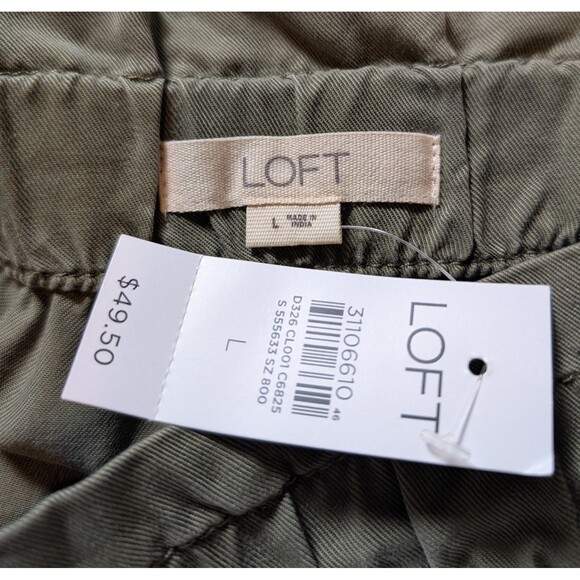 LOFT
L
MADE IN
INDIA
$49.50
LOFT
31106610 46
D326 CL001 C6825
S 555633 SZ 800
L